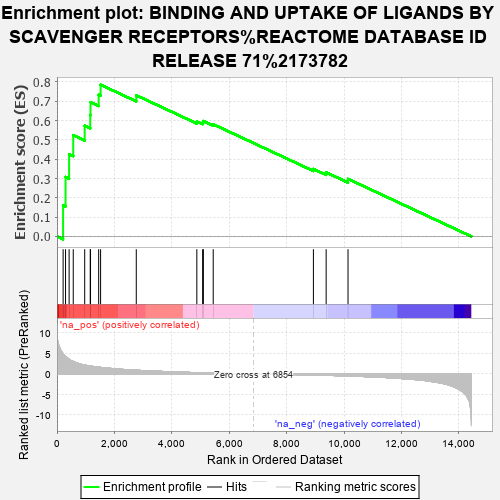 Enrichment plot: BINDING AND UPTAKE OF LIGANDS BY
SCAVENGER RECEPTORS%REACTOME DATABASE ID
RELEASE 71%2173782
Enrichment score (ES)
0.8
0.7
0.6
0.5
0.4
0.3
0.2
0.1
0.0
'na_pos' (positively correlated)
Ranked list metric (PreRanked)
10
5
0
-5
-10
Zero cross at 6854
'na_neg' (negatively correlated)
0 2,000 4,000 6,000 8,000 10,000 12,000 14,000
Rank in Ordered Dataset
Enrichment profile Hits Ranking metric scores